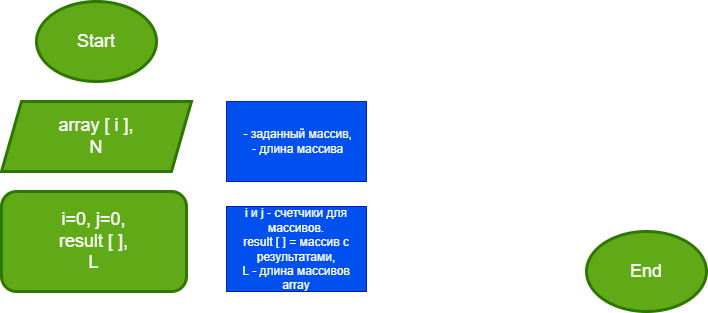 Start
array [ i ],
N
- заданный массив,
- длина массива
i=0, j=0,
result [ ],
L
i и j - счетчики для
массивов.
result [ ] = массив с
результатами,
L - длина массивов
array
End